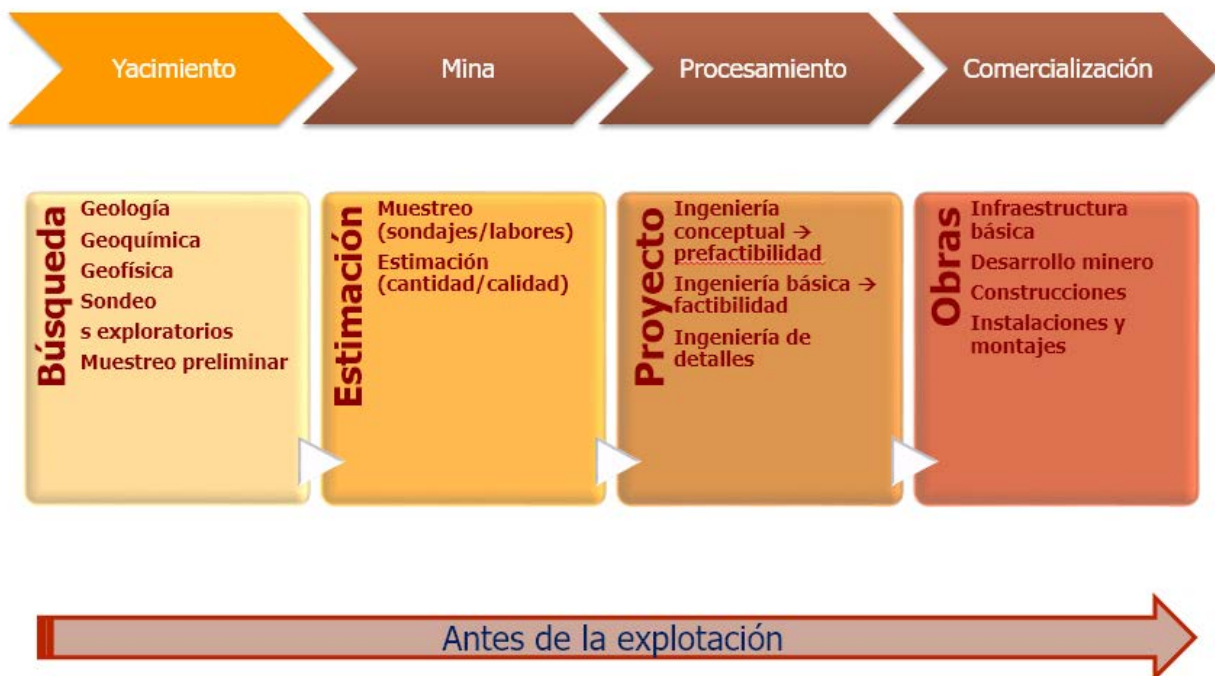 Yacimiento
Mina
Procesamiento
Comercialización
Búsqueda
Geología
Geoquímica
Geofísica
Sondeo
s exploratorios
Muestreo preliminar
Estimación
Muestreo
(sondajes/labores)
Estimación
(cantidad/calidad)
Proyecto
Ingeniería
conceptual →
prefactibilidad
Ingeniería básica →
factibilidad
Ingeniería de
detalles
Obras
Infraestructura
básica
Desarrollo minero
Construcciones
Instalaciones y
montajes
Antes de la explotación